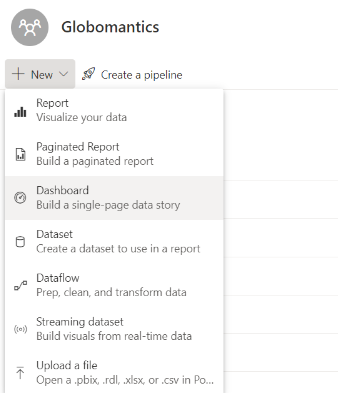 Globomantics
New
Create a pipeline
Report
Visualize your data
Paginated Report
Build a paginated report
Dashboard
Build a single-page data story
Dataset
Create a dataset to use in a report
Dataflow
Prep, clean, and transform data
Streaming dataset
Build visuals from real-time data
Upload a file
Open a .pbix, .rdl, .xlsx, or .csv in Po...